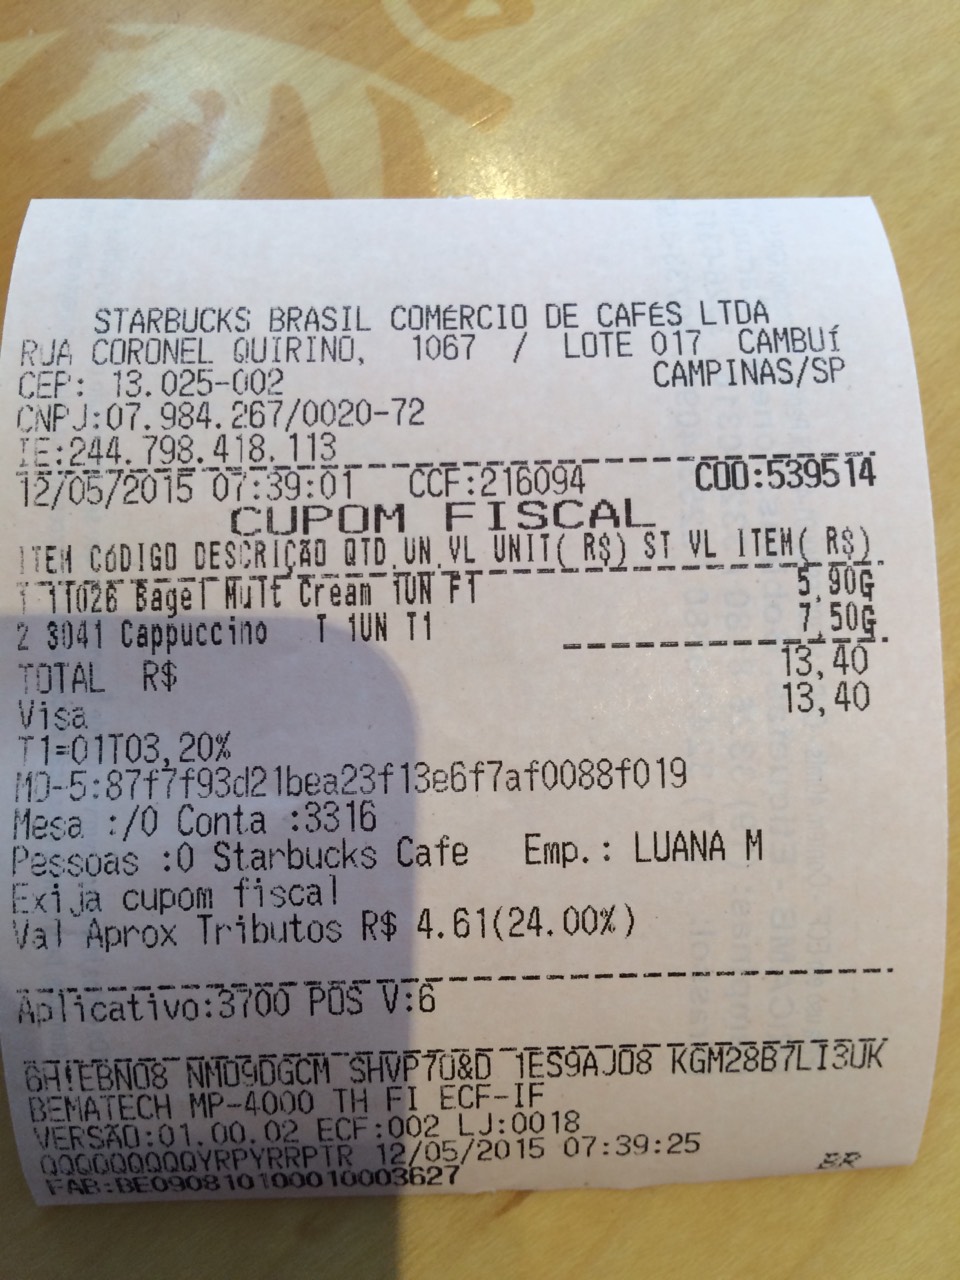 STARBUCKS BRASIL COMÉRCIO DE CAFÉS LTDA
RUA CORONEL QUIRINO, 1067 / LOTE 017 CAMBUÍ
CEP: 13.025-002 CAMPINAS/SP
CNPJ:07.984.267/0020-72
IE:244.798.418.113
12/05/2015 07:39:01 CCF:216094 COO:539514
CUPOM FISCAL
ITEM CÓDIGO DESCRIÇÃO QTD.UN.VL UNIT( R$) ST VL ITEM( R$)
1 11026 Bagel Mult Cream 1UN F1 5,90G
2 3041 Cappuccino T 1UN T1 7,50G
TOTAL R$ 13,40
Visa 13,40
T1=01T03,20%
MD-5:87f7f93d21bea23f13e6f7af0088f019
Mesa :/0 Conta :3316
Pessoas :0 Starbucks Cafe Emp.: LUANA M
Exija cupom fiscal
Val Aprox Tributos R$ 4.61(24.00%)
Aplicativo:3700 POS V:6
6H!EBN08 NM09DGCM SHVP70&D 1ES9AJ08 KGM28B7LI3UK
BEMATECH MP-4000 TH FI ECF-IF
VERSÃO:01.00.02 ECF:002 LJ:0018
QQQQQQQQQYRPYRRPTR 12/05/2015 07:39:25
FAB:BE090810100010003627 BR